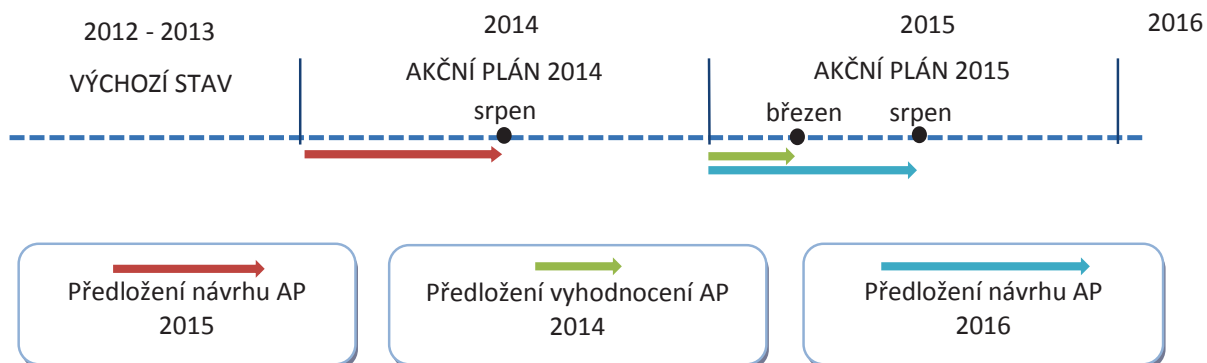 2012 - 2013
2014
2015
2016
VÝCHOZÍ STAV
AKČNÍ PLÁN 2014
AKČNÍ PLÁN 2015
srpen
březen
srpen
Předložení návrhu AP
2015
Předložení vyhodnocení AP
2014
Předložení návrhu AP
2016